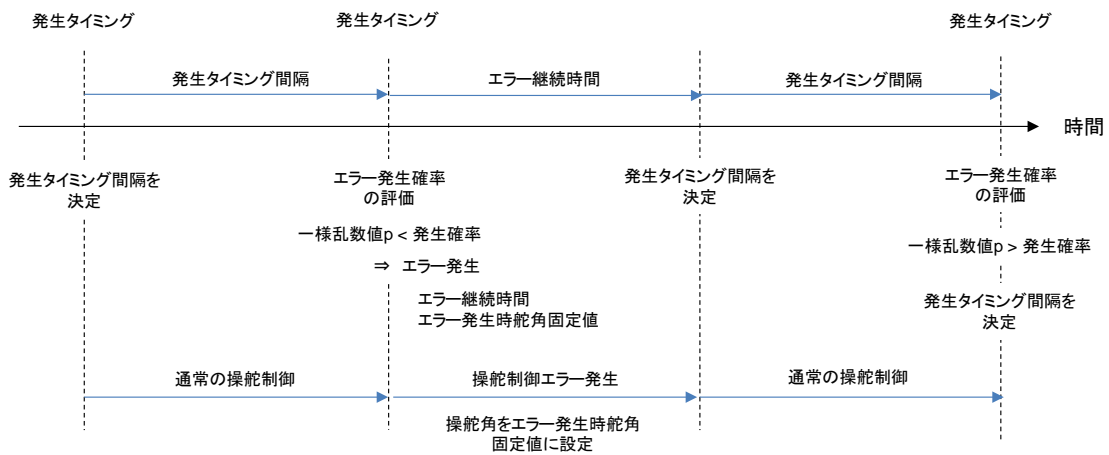 発生タイミング
発生タイミング
発生タイミング
発生タイミング間隔
エラー継続時間
発生タイミング間隔
時間
発生タイミング間隔を
決定
エラー発生確率
の評価
一様乱数値p < 発生確率
⇒ エラー発生
エラー継続時間
エラー発生時舵角固定値
発生タイミング間隔を
決定
エラー発生確率
の評価
一様乱数値p > 発生確率
発生タイミング間隔を
決定
通常の操舵制御
操舵制御エラー発生
通常の操舵制御
操舵角をエラー発生時舵角
固定値に設定